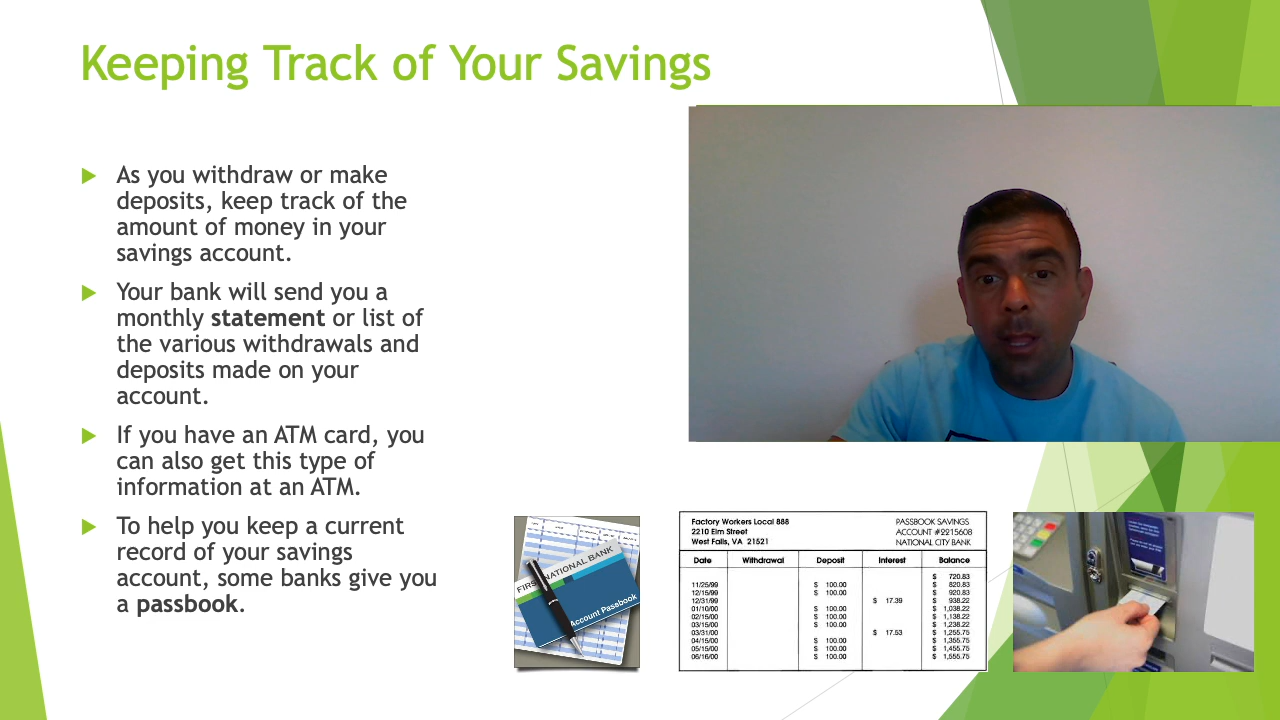 Keeping Track of Your Savings
As you withdraw or make
deposits, keep track of the
amount of money in your
savings account.
Your bank will send you a
monthly statement or list of
the various withdrawals and
deposits made on your
account.
If you have an ATM card, you
can also get this type of
information at an ATM.
To help you keep a current
record of your savings
account, some banks give you
a passbook.
FIRST NATIONAL BANK
Account Passbook
Factory Workers Local 888 PASSBOOK SAVINGS
2210 Elm Street ACCOUNT #2215608
West Falls, VA 21521 NATIONAL CITY BANK
Date Withdrawal Deposit Interest Balance
$ 720.83
11/25/99 $ 100.00 $ 820.83
12/15/99 $ 100.00 $ 920.83
12/31/99 $ 17.39 $ 938.22
01/10/00 $ 100.00 $ 1,038.22
02/15/00 $ 100.00 $ 1,138.22
03/15/00 $ 100.00 $ 1,238.22
03/31/00 $ 17.53 $ 1,255.75
04/15/00 $ 100.00 $ 1,355.75
05/15/00 $ 100.00 $ 1,455.75
06/16/00 $ 100.00 $ 1,555.75